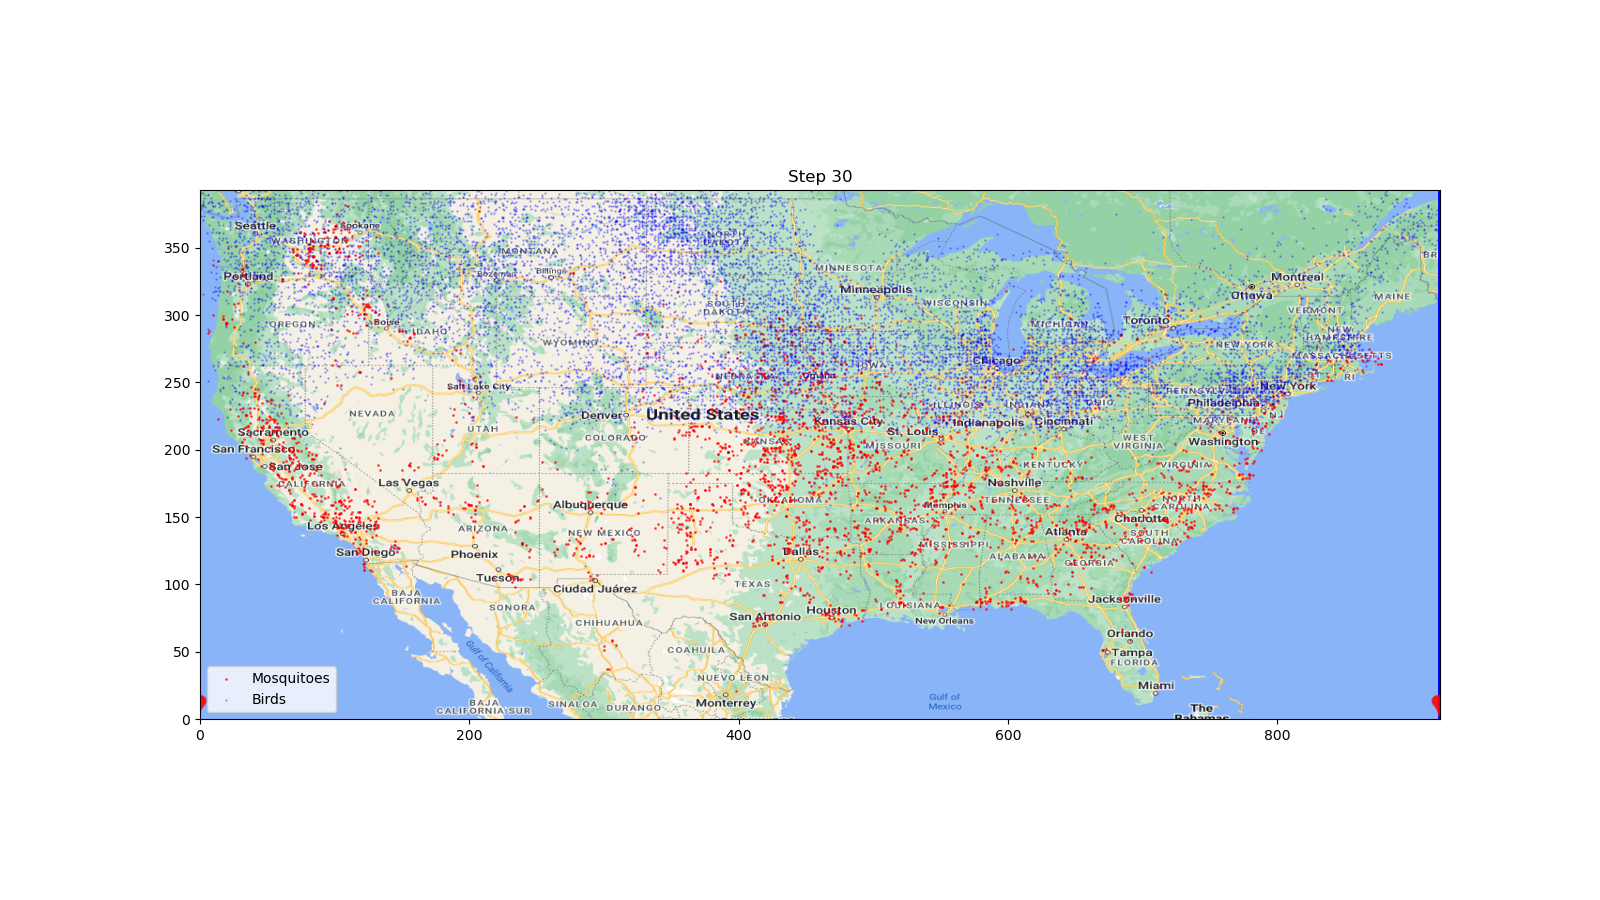 Step 30
Seattle
Spokane
WASHINGTON
MONTANA
NORTH
DAKOTA
Portland
Bozeman
Billings
MINNESOTA
Montreal
Ottawa
BR
Minneapolis
MAINE
OREGON
Boise
IDAHO
SOUTH
DAKOTA
WISCONSIN
VERMONT
MICHIGAN
Toronto
NEW
HAMPSHIRE
WYOMING
NEW YORK
MASSACHUSETTS
Chicago
IOWA
NEBRASKA
Omaha
RI
Salt Lake City
PENNSYLVANIA
New York
NEVADA
Denver
United States
ILLINOIS
INDIANA
OHIO
Philadelphia
NJ
Sacramento
UTAH
COLORADO
KANSAS
Kansas City
St. Louis
Indianapolis
Cincinnati
MARYLAND
San Francisco
MISSOURI
WEST
VIRGINIA
Washington
San Jose
CALIFORNIA
Las Vegas
KENTUCKY
VIRGINIA
Nashville
Albuquerque
OKLAHOMA
TENNESSEE
NORTH
CAROLINA
Memphis
Los Angeles
ARIZONA
NEW MEXICO
ARKANSAS
Atlanta
Charlotte
SOUTH
CAROLINA
San Diego
Phoenix
Dallas
MISSISSIPPI
ALABAMA
GEORGIA
Tucson
Ciudad Juárez
TEXAS
BAJA
CALIFORNIA
SONORA
CHIHUAHUA
San Antonio
Houston
LOUISIANA
New Orleans
Jacksonville
Gulf of California
COAHUILA
Orlando
Tampa
FLORIDA
NUEVO LEON
Miami
BAJA
CALIFORNIA SUR
SINALOA
DURANGO
Monterrey
Gulf of
Mexico
The
Bahamas
Mosquitoes
Birds
350
300
250
200
150
100
50
0
0
200
400
600
800